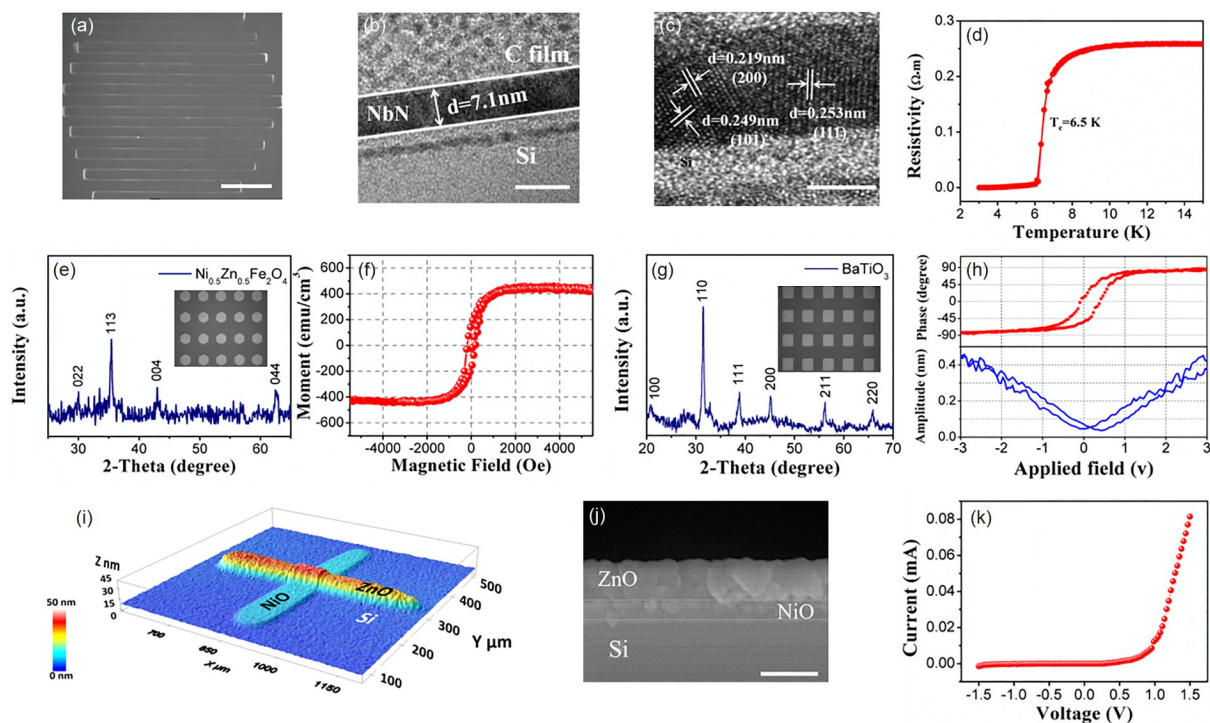 (a)
(b)
C film
NbN
d=7.1nm
Si
(c)
d=0.219nm
(200)
d=0.253nm
(111)
d=0.249nm
(101)
Si
(d)
Resistivity (Ω·m)
0.3
0.2
0.1
0.0
T_c=6.5 K
2 4 6 8 10 12 14
Temperature (K)
(e)
Ni0.5Zn0.5Fe2O4
Intensity (a.u.)
022
113
004
044
30 40 50 60
2-Theta (degree)
(f)
Moment (emu/cm3
600
400
200
0
-200
-400
-600
-4000 -2000 0 2000 4000
Magnetic Field (Oe)
(g)
BaTiO3
Intensity (a.u.)
100
110
111
200
211
220
20 30 40 50 60 70
2-Theta (degree)
(h)
Phase (degree)
90
45
0
-45
-90
Amplitude (nm)
0.4
0.2
0.0
-3 -2 -1 0 1 2 3
Applied field (v)
(i)
Z nm
45
30
15
0
50 nm
0 nm
NiO
ZnO
Si
700
850
1000
1150
X μm
500
400
300
200
100
Y μm
(j)
ZnO
NiO
Si
(k)
Current (mA)
0.08
0.06
0.04
0.02
0.00
-1.5 -1.0 -0.5 0.0 0.5 1.0 1.5
Voltage (V)